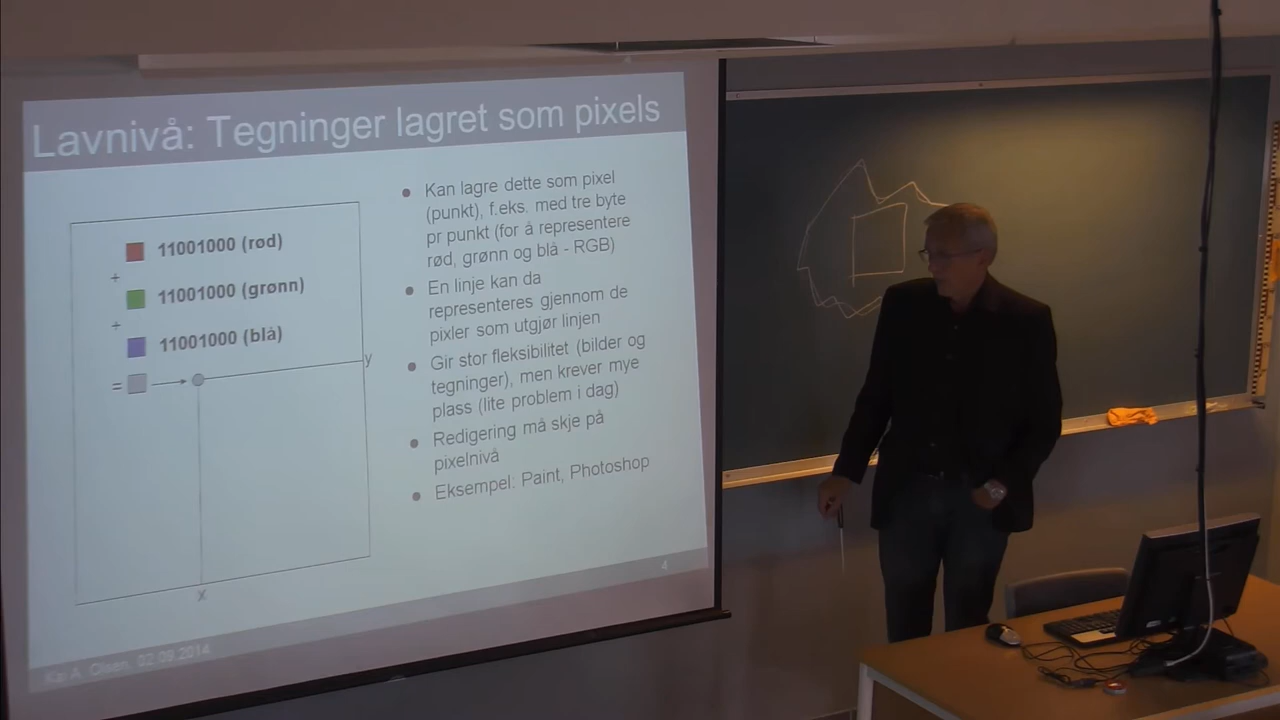 Lavnivå: Tegninger lagret som pixels
11001000 (rød)
+
11001000 (grønn)
+
11001000 (blå)
=
y
x
• Kan lagre dette som pixel
(punkt), f.eks. med tre byte
pr punkt (for å representere
rød, grønn og blå - RGB)
• En linje kan da
representeres gjennom de
pixler som utgjør linjen
• Gir stor fleksibilitet (bilder og
tegninger), men krever mye
plass (lite problem i dag)
• Redigering må skje på
pixelnivå
• Eksempel: Paint, Photoshop
4
Kai A. Olsen, 02.09.2014